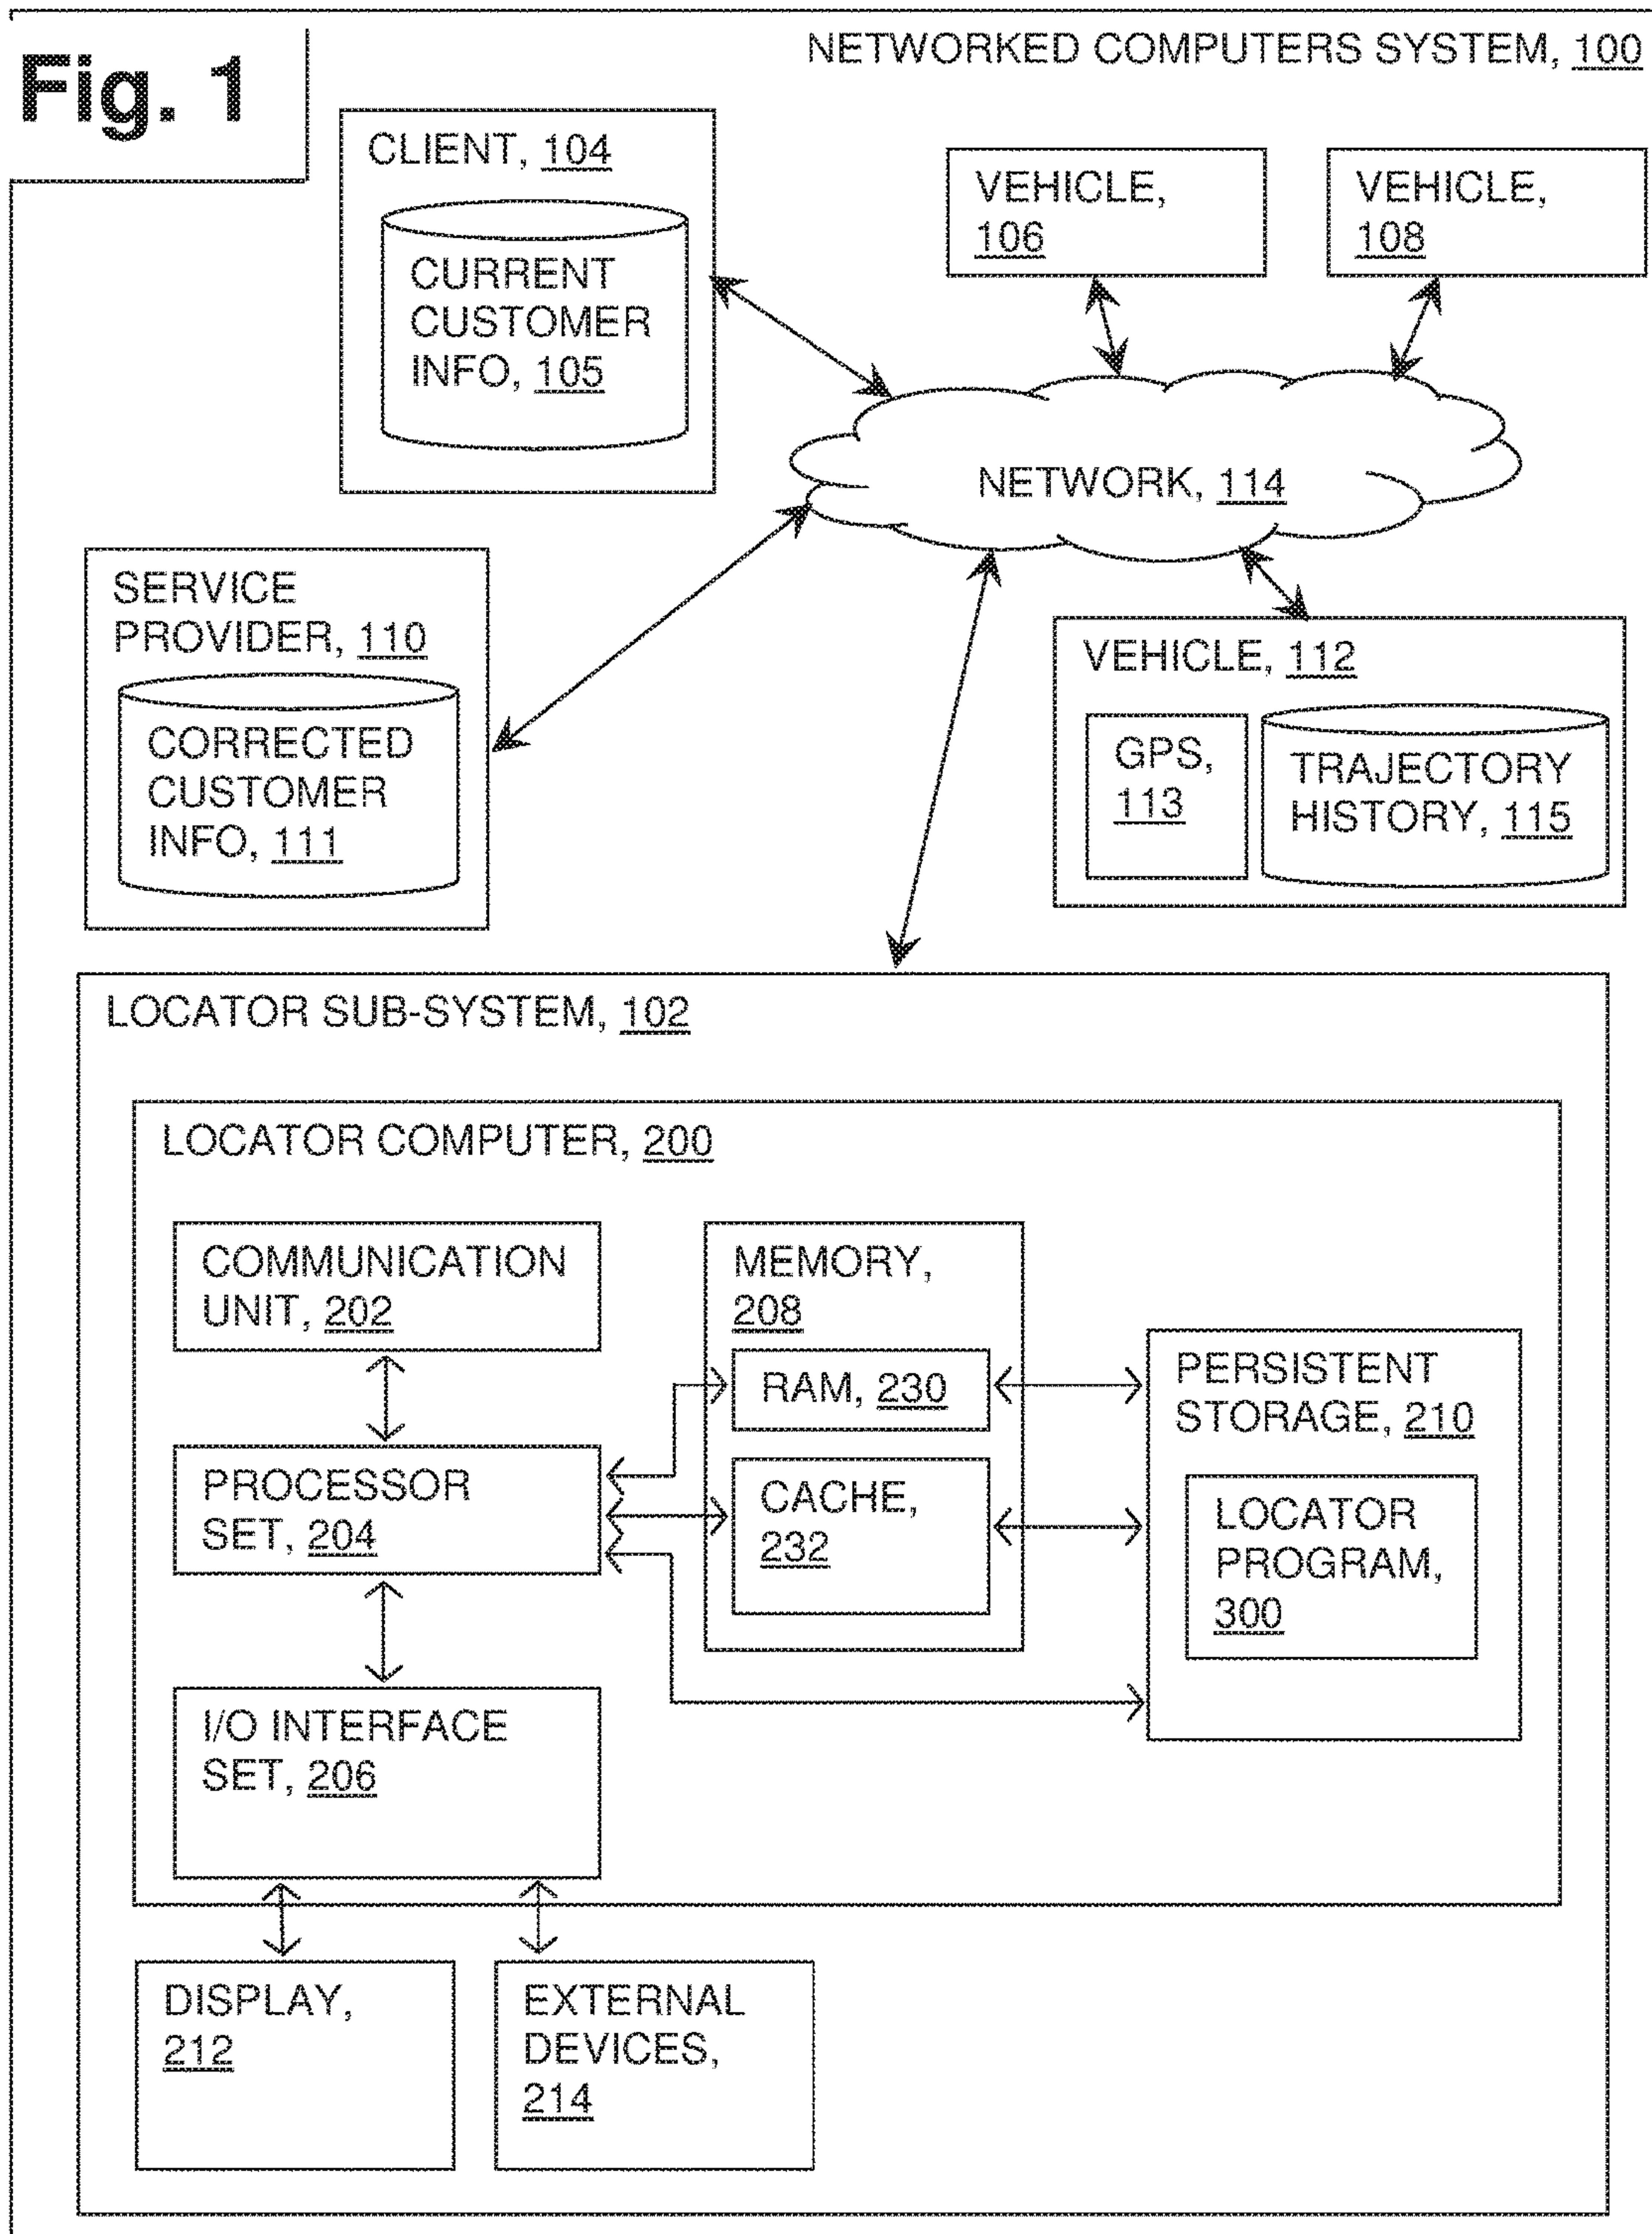 Fig. 1
NETWORKED COMPUTERS SYSTEM, 100
CLIENT, 104
CURRENT
CUSTOMER
INFO, 105
VEHICLE,
106
VEHICLE,
108
NETWORK, 114
SERVICE
PROVIDER, 110
CORRECTED
CUSTOMER
INFO, 111
VEHICLE, 112
GPS,
113
TRAJECTORY
HISTORY, 115
LOCATOR SUB-SYSTEM, 102
LOCATOR COMPUTER, 200
COMMUNICATION
UNIT, 202
MEMORY,
208
RAM, 230
CACHE,
232
PERSISTENT
STORAGE, 210
LOCATOR
PROGRAM,
300
PROCESSOR
SET, 204
I/O INTERFACE
SET, 206
DISPLAY,
212
EXTERNAL
DEVICES,
214